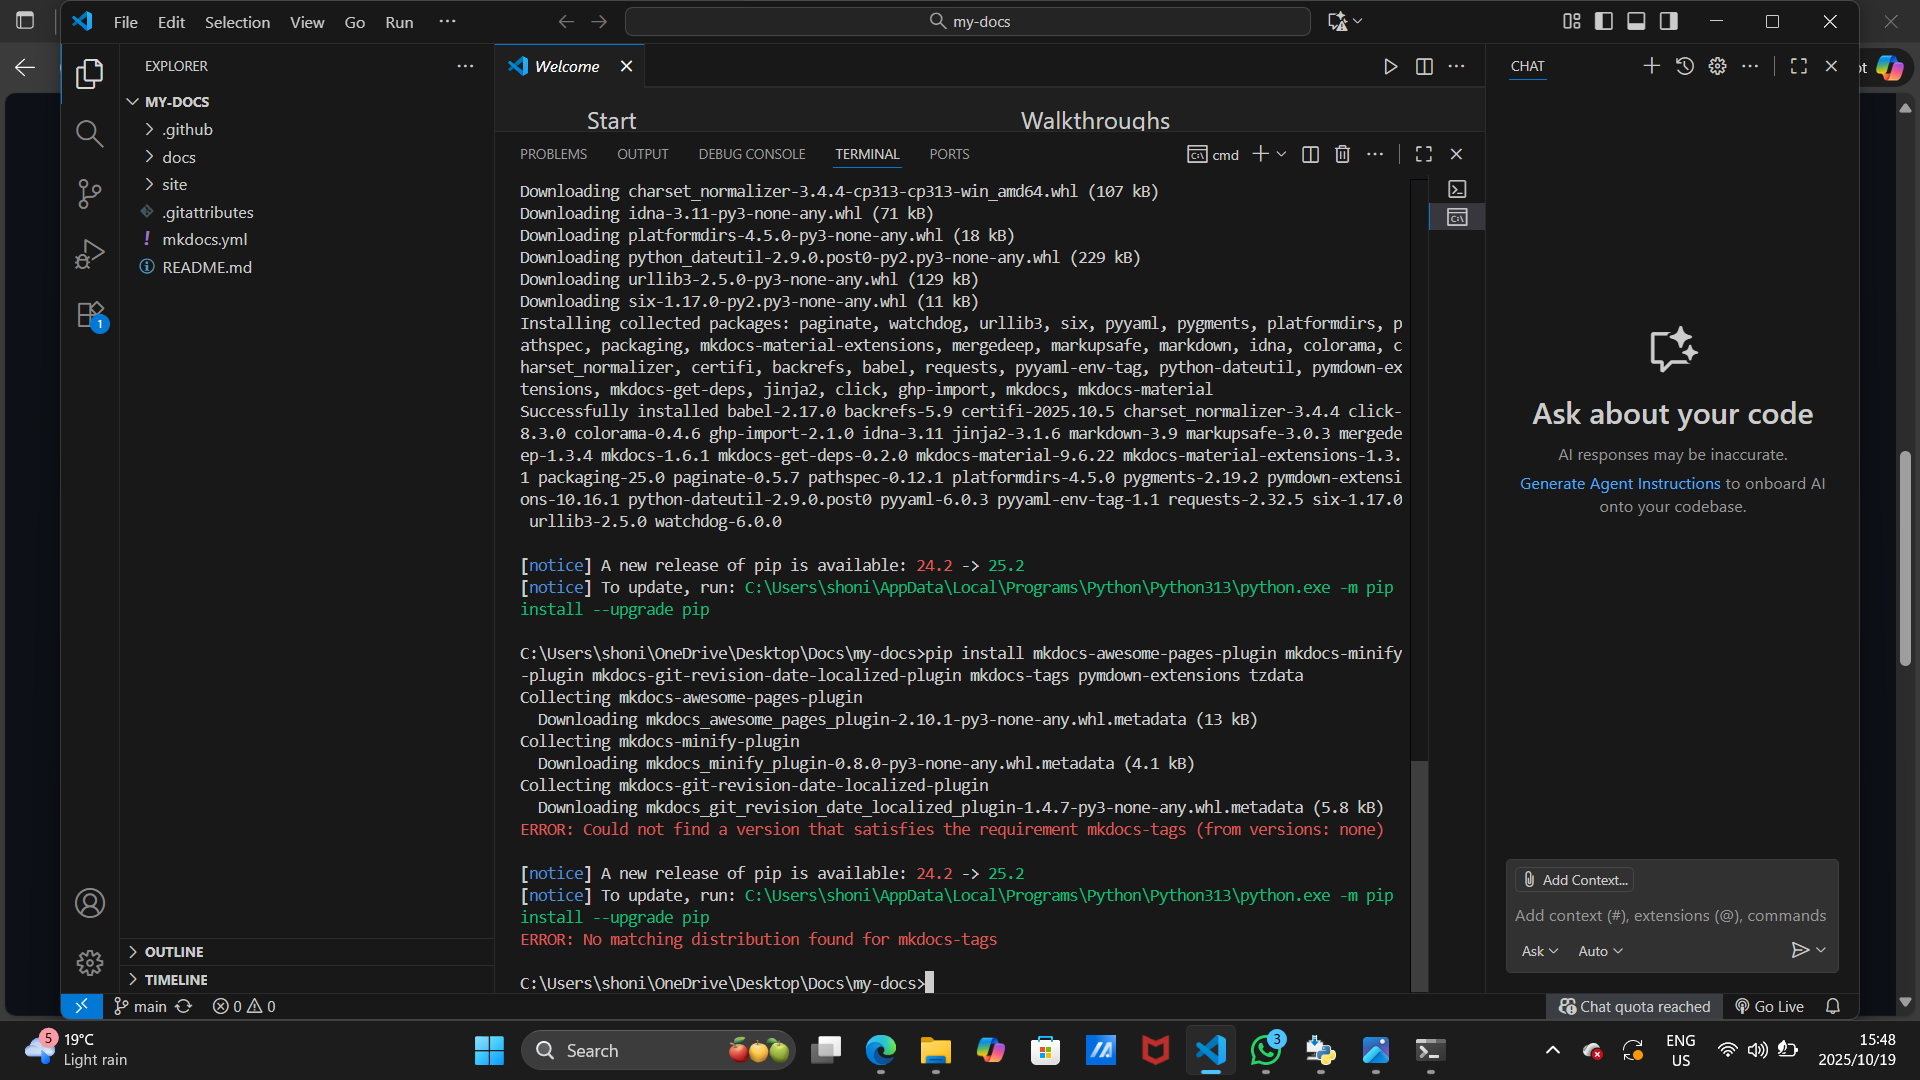 File Edit Selection View Go Run ···
my-docs
EXPLORER
MY-DOCS
.github
docs
site
.gitattributes
mkdocs.yml
README.md
OUTLINE
TIMELINE
1
Welcome
Start
Walkthroughs
PROBLEMS OUTPUT DEBUG CONSOLE TERMINAL PORTS
cmd
Downloading charset_normalizer-3.4.4-cp313-cp313-win_amd64.whl (107 kB)
Downloading idna-3.11-py3-none-any.whl (71 kB)
Downloading platformdirs-4.5.0-py3-none-any.whl (18 kB)
Downloading python_dateutil-2.9.0.post0-py2.py3-none-any.whl (229 kB)
Downloading urllib3-2.5.0-py3-none-any.whl (129 kB)
Downloading six-1.17.0-py2.py3-none-any.whl (11 kB)
Installing collected packages: paginate, watchdog, urllib3, six, pyyaml, pygments, platformdirs, p
athspec, packaging, mkdocs-material-extensions, mergedeep, markupsafe, markdown, idna, colorama, c
harset_normalizer, certifi, backrefs, babel, requests, pyyaml-env-tag, python-dateutil, pymdown-ex
tensions, mkdocs-get-deps, jinja2, click, ghp-import, mkdocs, mkdocs-material
Successfully installed babel-2.17.0 backrefs-5.9 certifi-2025.10.5 charset_normalizer-3.4.4 click-
8.3.0 colorama-0.4.6 ghp-import-2.1.0 idna-3.11 jinja2-3.1.6 markdown-3.9 markupsafe-3.0.3 mergede
ep-1.3.4 mkdocs-1.6.1 mkdocs-get-deps-0.2.0 mkdocs-material-9.6.22 mkdocs-material-extensions-1.3.
1 packaging-25.0 paginate-0.5.7 pathspec-0.12.1 platformdirs-4.5.0 pygments-2.19.2 pymdown-extensi
ons-10.16.1 python-dateutil-2.9.0.post0 pyyaml-6.0.3 pyyaml-env-tag-1.1 requests-2.32.5 six-1.17.0
urllib3-2.5.0 watchdog-6.0.0
[notice] A new release of pip is available: 24.2 -> 25.2
[notice] To update, run: C:\Users\shoni\AppData\Local\Programs\Python\Python313\python.exe -m pip
install --upgrade pip
C:\Users\shoni\OneDrive\Desktop\Docs\my-docs>pip install mkdocs-awesome-pages-plugin mkdocs-minify
-plugin mkdocs-git-revision-date-localized-plugin mkdocs-tags pymdown-extensions tzdata
Collecting mkdocs-awesome-pages-plugin
Downloading mkdocs_awesome_pages_plugin-2.10.1-py3-none-any.whl.metadata (13 kB)
Collecting mkdocs-minify-plugin
Downloading mkdocs_minify_plugin-0.8.0-py3-none-any.whl.metadata (4.1 kB)
Collecting mkdocs-git-revision-date-localized-plugin
Downloading mkdocs_git_revision_date_localized_plugin-1.4.7-py3-none-any.whl.metadata (5.8 kB)
ERROR: Could not find a version that satisfies the requirement mkdocs-tags (from versions: none)
[notice] A new release of pip is available: 24.2 -> 25.2
[notice] To update, run: C:\Users\shoni\AppData\Local\Programs\Python\Python313\python.exe -m pip
install --upgrade pip
ERROR: No matching distribution found for mkdocs-tags
C:\Users\shoni\OneDrive\Desktop\Docs\my-docs>
CHAT
ot
Ask about your code
AI responses may be inaccurate.
Generate Agent Instructions to onboard AI
onto your codebase.
Add Context...
Add context (#), extensions (@), commands
Ask Auto
main 0 0
Chat quota reached Go Live
5
19°C
Light rain
Search
3
ENG
US
15:48
2025/10/19